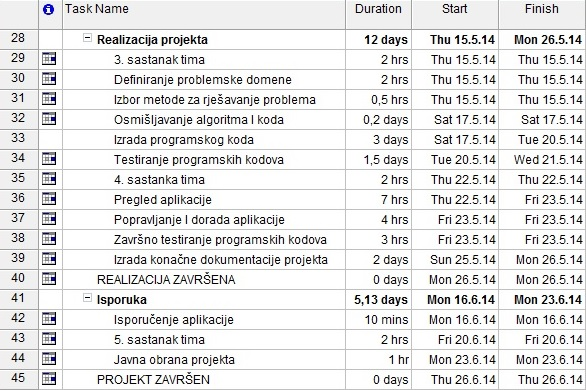 Task Name Duration Start Finish
28 Realizacija projekta 12 days Thu 15.5.14 Mon 26.5.14
29 3. sastanak tima 2 hrs Thu 15.5.14 Thu 15.5.14
30 Definiranje problemske domene 2 hrs Thu 15.5.14 Thu 15.5.14
31 Izbor metode za rješavanje problema 0,5 hrs Thu 15.5.14 Thu 15.5.14
32 Osmišljavanje algoritma I koda 0,2 days Sat 17.5.14 Sat 17.5.14
33 Izrada programskog koda 3 days Sat 17.5.14 Tue 20.5.14
34 Testiranje programskih kodova 1,5 days Tue 20.5.14 Wed 21.5.14
35 4. sastanka tima 2 hrs Thu 22.5.14 Thu 22.5.14
36 Pregled aplikacije 7 hrs Thu 22.5.14 Fri 23.5.14
37 Popravljanje I dorada aplikacije 4 hrs Fri 23.5.14 Fri 23.5.14
38 Završno testiranje programskih kodova 3 hrs Fri 23.5.14 Fri 23.5.14
39 Izrada konačne dokumentacije projekta 2 days Sun 25.5.14 Mon 26.5.14
40 REALIZACIJA ZAVRŠENA 0 days Mon 26.5.14 Mon 26.5.14
41 Isporuka 5,13 days Mon 16.6.14 Mon 23.6.14
42 Isporučenje aplikacije 10 mins Mon 16.6.14 Mon 16.6.14
43 5. sastanak tima 2 hrs Fri 20.6.14 Fri 20.6.14
44 Javna obrana projekta 1 hr Mon 23.6.14 Mon 23.6.14
45 PROJEKT ZAVRŠEN 0 days Thu 26.6.14 Thu 26.6.14